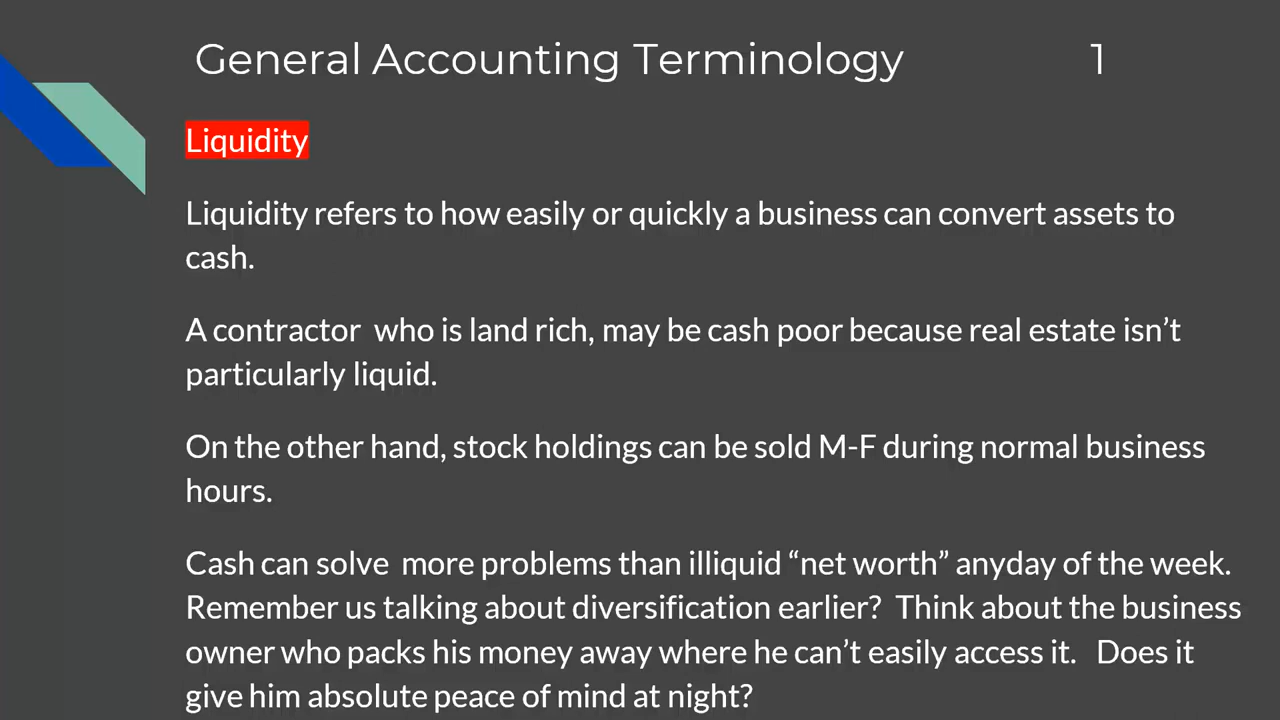 General Accounting Terminology 1
Liquidity
Liquidity refers to how easily or quickly a business can convert assets to
cash.
A contractor  who is land rich, may be cash poor because real estate isn’t
particularly liquid.
On the other hand, stock holdings can be sold M-F during normal business
hours.
Cash can solve  more problems than illiquid “net worth” anyday of the week.
Remember us talking about diversification earlier?  Think about the business
owner who packs his money away where he can’t easily access it.   Does it
give him absolute peace of mind at night?